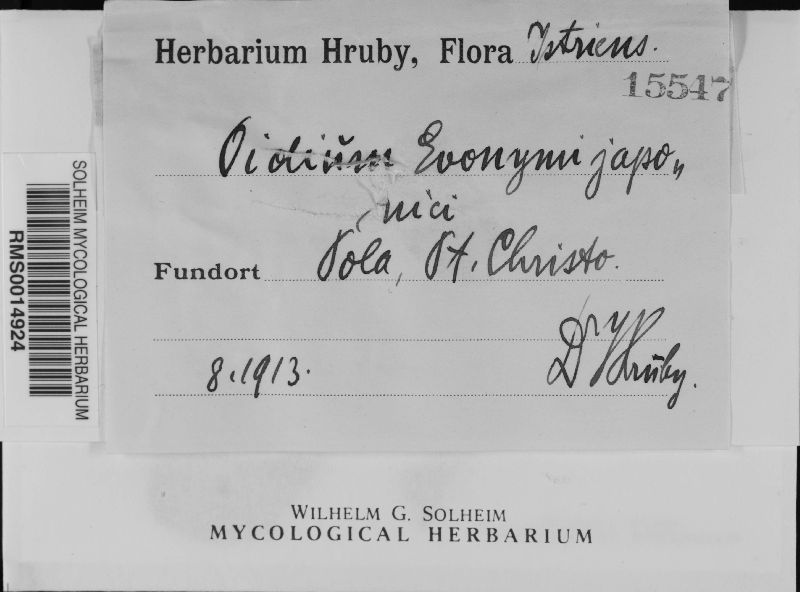 Herbarium Hruby, Flora Istriens.
15547
Oidium Evonymi japo„
nici
Fundort Pola, Pt. Christo.
8.1913. Dr Hruby.
SOLHEIM MYCOLOGICAL HERBARIUM
RMS0014924
WILHELM G. SOLHEIM
MYCOLOGICAL HERBARIUM